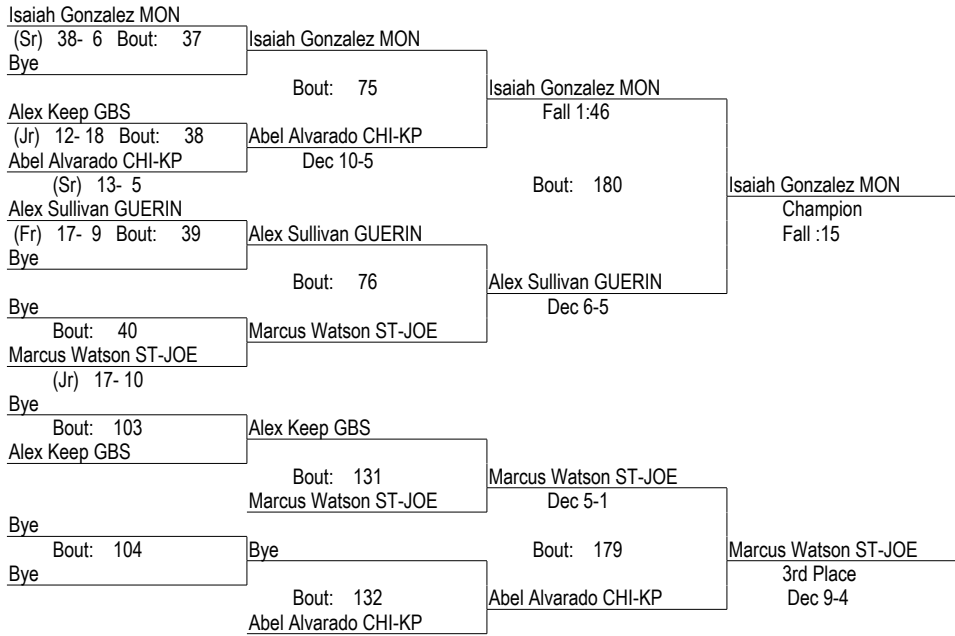 Isaiah Gonzalez MON
(Sr) 38- 6 Bout: 37
Isaiah Gonzalez MON
Bye
Bout: 75
Isaiah Gonzalez MON
Alex Keep GBS
Fall 1:46
(Jr) 12- 18 Bout: 38
Abel Alvarado CHI-KP
Abel Alvarado CHI-KP
Dec 10-5
(Sr) 13- 5
Bout: 180
Isaiah Gonzalez MON
Alex Sullivan GUERIN
Champion
(Fr) 17- 9 Bout: 39
Alex Sullivan GUERIN
Fall :15
Bye
Bout: 76
Alex Sullivan GUERIN
Bye
Dec 6-5
Bout: 40
Marcus Watson ST-JOE
Marcus Watson ST-JOE
(Jr) 17- 10
Bye
Bout: 103
Alex Keep GBS
Alex Keep GBS
Bout: 131
Marcus Watson ST-JOE
Marcus Watson ST-JOE
Dec 5-1
Bye
Bout: 104
Bye
Bout: 179
Marcus Watson ST-JOE
Bye
3rd Place
Bout: 132
Abel Alvarado CHI-KP
Dec 9-4
Abel Alvarado CHI-KP